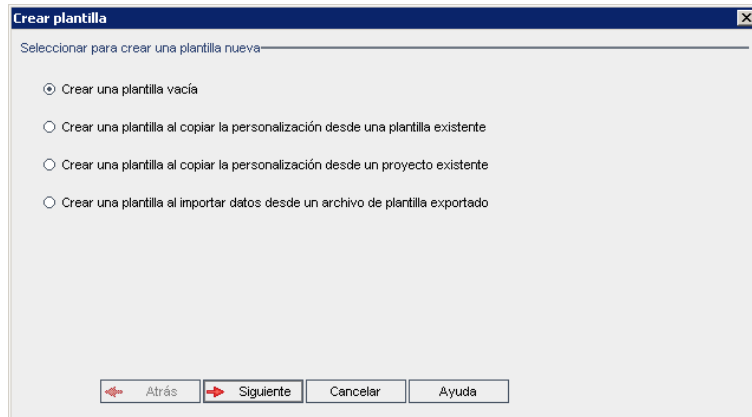 Crear plantilla
Seleccionar para crear una plantilla nueva
Crear una plantilla vacía
Crear una plantilla al copiar la personalización desde una plantilla existente
Crear una plantilla al copiar la personalización desde un proyecto existente
Crear una plantilla al importar datos desde un archivo de plantilla exportado
Atrás Siguiente Cancelar Ayuda